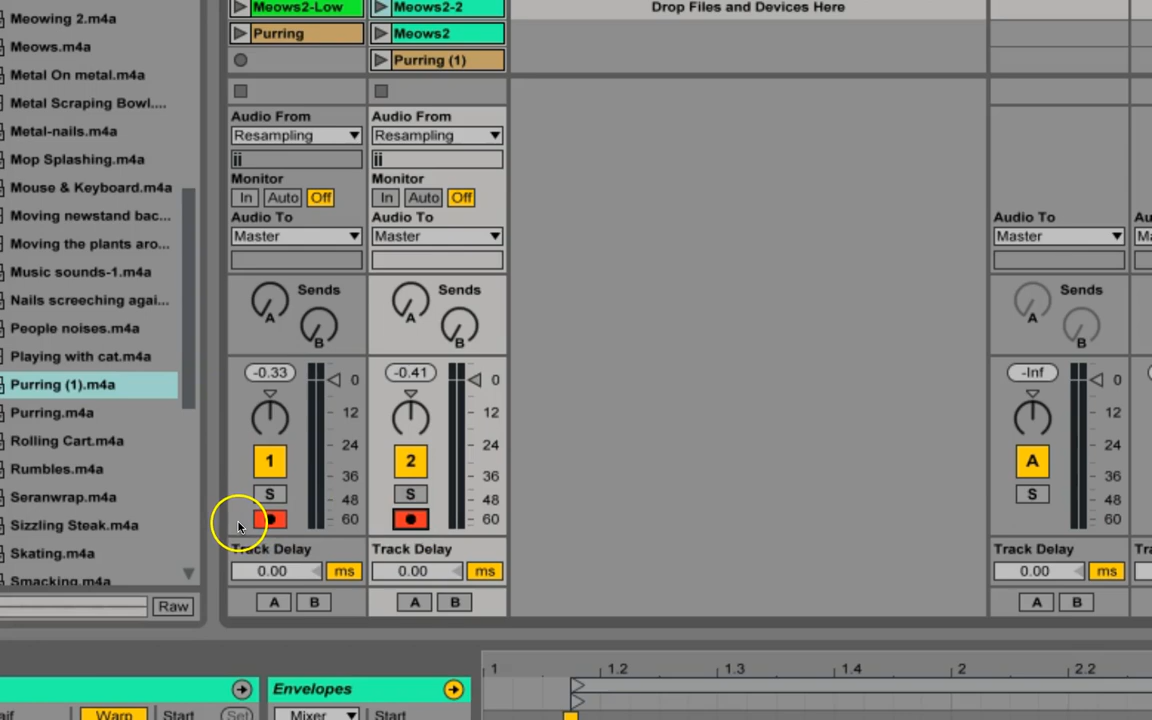 Meowing 2.m4a
Meows.m4a
Metal On metal.m4a
Metal Scraping Bowl....
Metal-nails.m4a
Mop Splashing.m4a
Mouse & Keyboard.m4a
Moving newstand bac...
Moving the plants aro...
Music sounds-1.m4a
Nails screeching agai...
People noises.m4a
Playing with cat.m4a
Purring (1).m4a
Purring.m4a
Rolling Cart.m4a
Rumbles.m4a
Seranwrap.m4a
Sizzling Steak.m4a
Skating.m4a
Smacking.m4a
Raw
Meows2-Low
Purring
Meows2-2
Meows2
Purring (1)
Drop Files and Devices Here
Audio From
Resampling
ii
Monitor
In Auto Off
Audio To
Master
Sends
A
B
-0.33
0
12
24
36
48
60
1
S
Track Delay
0.00 ms
A B
Audio From
Resampling
ii
Monitor
In Auto Off
Audio To
Master
Sends
A
B
-0.41
0
12
24
36
48
60
2
S
Track Delay
0.00 ms
A B
Audio To
Master
Sends
A
B
-Inf
0
12
24
36
48
60
A
S
Track Delay
0.00 ms
A B
Envelopes
Warp
Start
Set
Mixer
Start
1 1.2 1.3 1.4 2 2.2